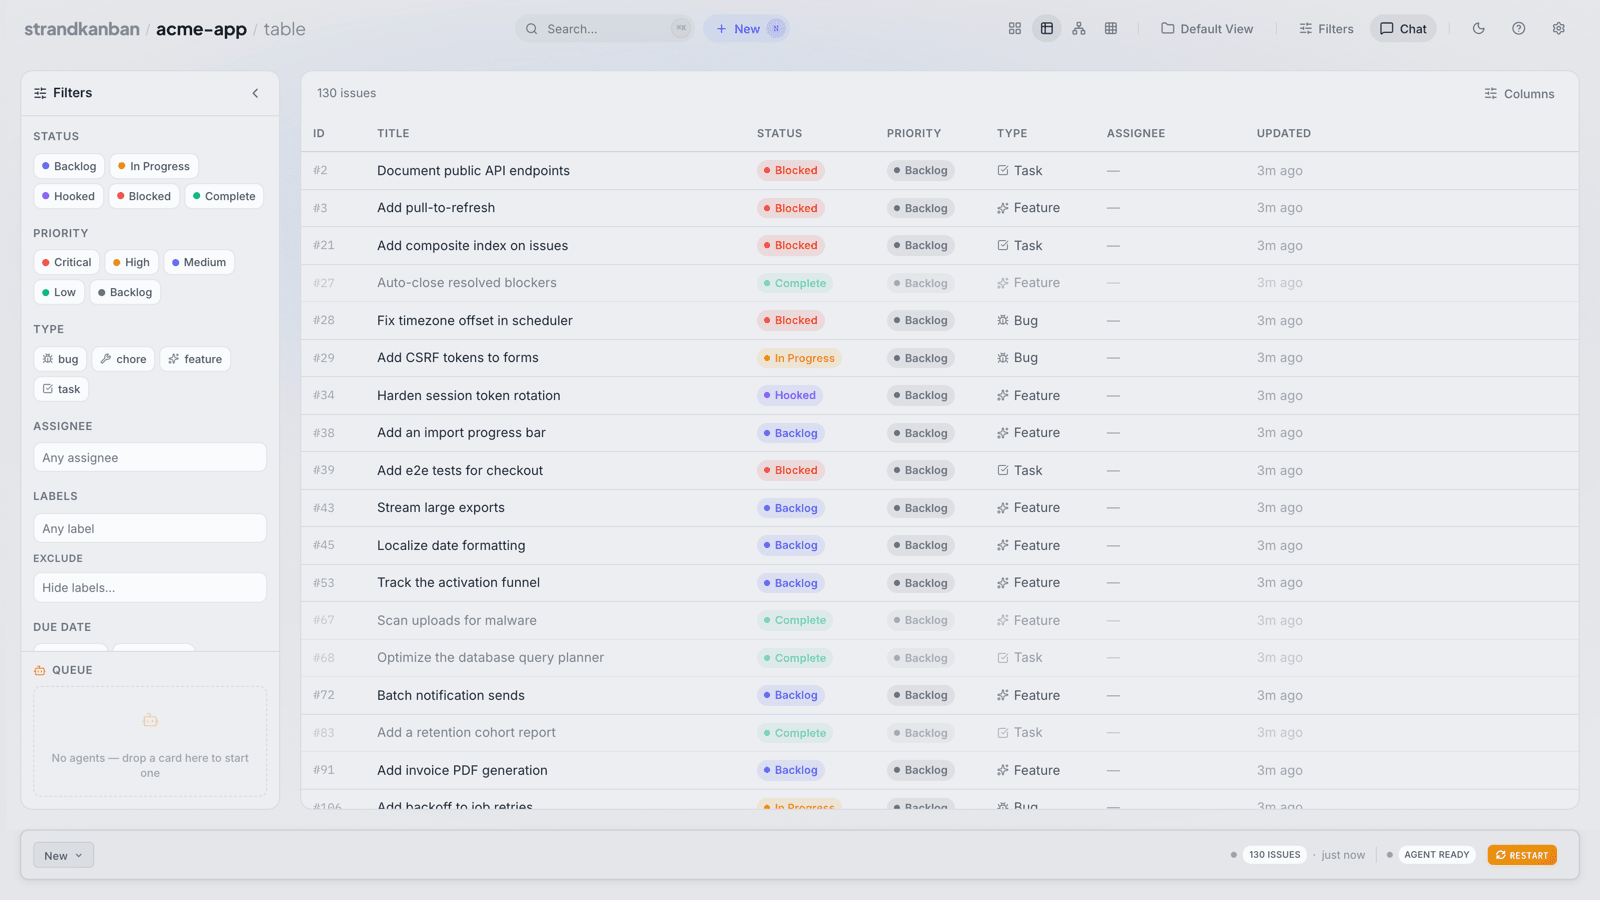 strandkanban / acme-app / table
Search... ⌘K
+ New N
Default View
Filters
Chat
Filters
STATUS
Backlog In Progress
Hooked Blocked Complete
PRIORITY
Critical High Medium
Low Backlog
TYPE
bug chore feature
task
ASSIGNEE
Any assignee
LABELS
Any label
EXCLUDE
Hide labels...
DUE DATE
QUEUE
No agents — drop a card here to start
one
130 issues
Columns
ID TITLE STATUS PRIORITY TYPE ASSIGNEE UPDATED
#2 Document public API endpoints Blocked Backlog Task — 3m ago
#3 Add pull-to-refresh Blocked Backlog Feature — 3m ago
#21 Add composite index on issues Blocked Backlog Task — 3m ago
#27 Auto-close resolved blockers Complete Backlog Feature — 3m ago
#28 Fix timezone offset in scheduler Blocked Backlog Bug — 3m ago
#29 Add CSRF tokens to forms In Progress Backlog Bug — 3m ago
#34 Harden session token rotation Hooked Backlog Feature — 3m ago
#38 Add an import progress bar Backlog Backlog Feature — 3m ago
#39 Add e2e tests for checkout Blocked Backlog Task — 3m ago
#43 Stream large exports Backlog Backlog Feature — 3m ago
#45 Localize date formatting Backlog Backlog Feature — 3m ago
#53 Track the activation funnel Backlog Backlog Feature — 3m ago
#67 Scan uploads for malware Complete Backlog Feature — 3m ago
#68 Optimize the database query planner Complete Backlog Task — 3m ago
#72 Batch notification sends Backlog Backlog Feature — 3m ago
#83 Add a retention cohort report Complete Backlog Task — 3m ago
#91 Add invoice PDF generation Backlog Backlog Feature — 3m ago
#106 Add backoff to job retries In Progress Backlog Bug — 3m ago
New
130 ISSUES · just now
AGENT READY
RESTART